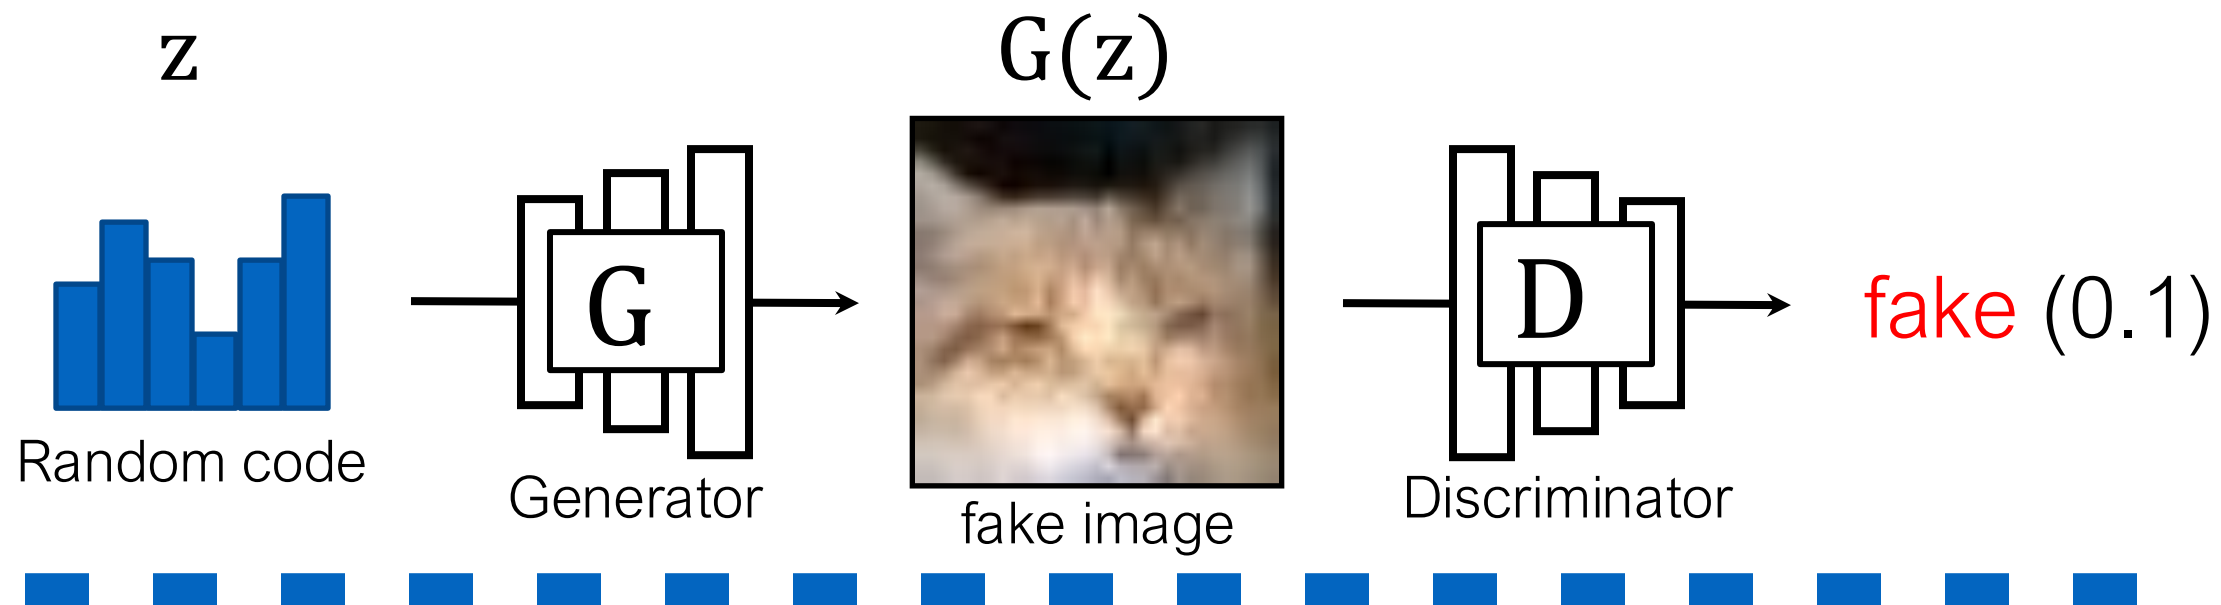 z
G(z)
G
D
fake (0.1)
Random code
Generator
fake image
Discriminator